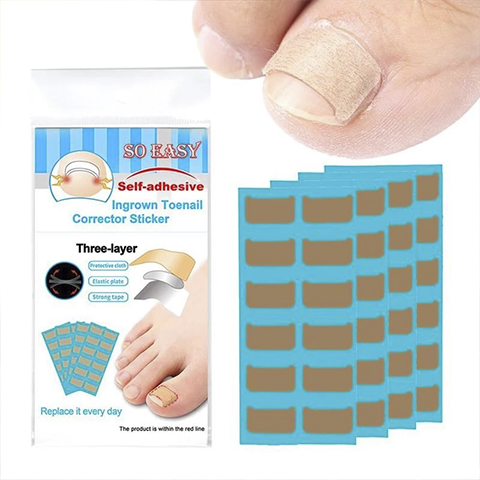 SO EASY
Self-adhesive
Ingrown Toenail
Corrector Sticker
Three-layer
Protective cloth
Elastic plate
Strong tape
Replace it every day
The product is within the red line